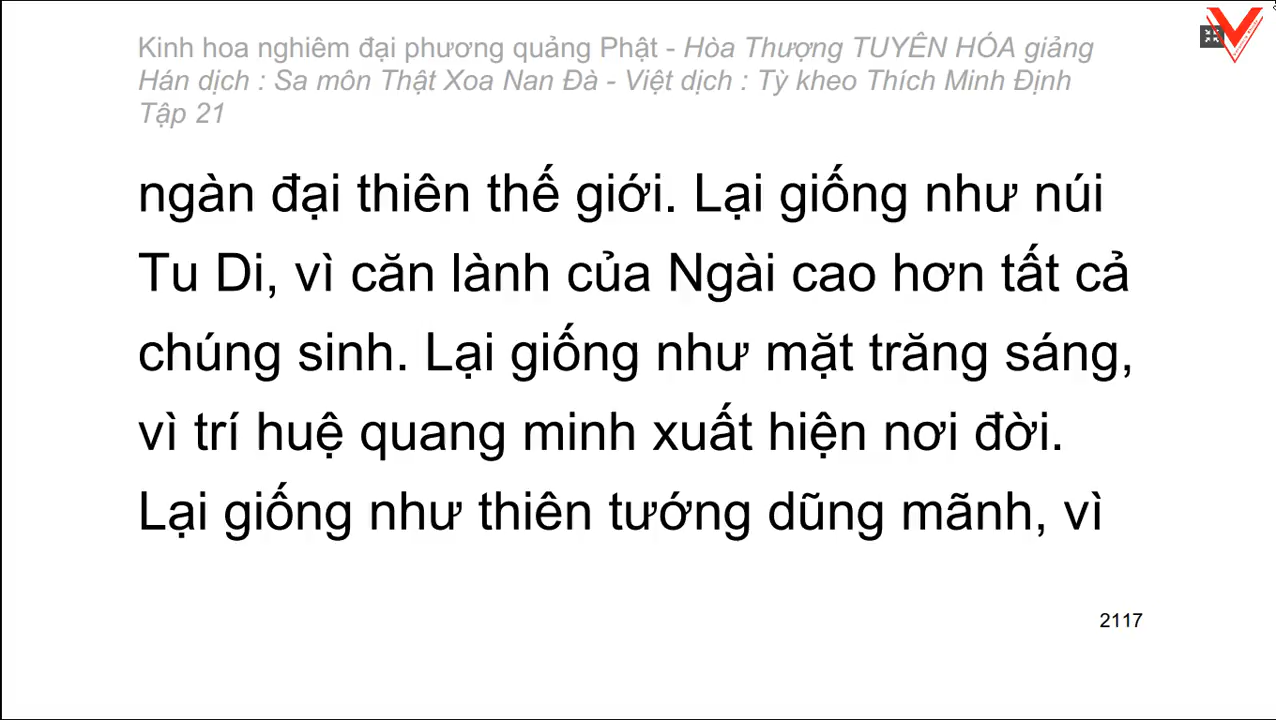 Kinh hoa nghiêm đại phương quảng Phật - Hòa Thượng TUYÊN HÓA giảng
Hán dịch : Sa môn Thật Xoa Nan Đà - Việt dịch : Tỳ kheo Thích Minh Định
Tập 21
ngàn đại thiên thế giới. Lại giống như núi
Tu Di, vì căn lành của Ngài cao hơn tất cả
chúng sinh. Lại giống như mặt trăng sáng,
vì trí huệ quang minh xuất hiện nơi đời.
Lại giống như thiên tướng dũng mãnh, vì
2117